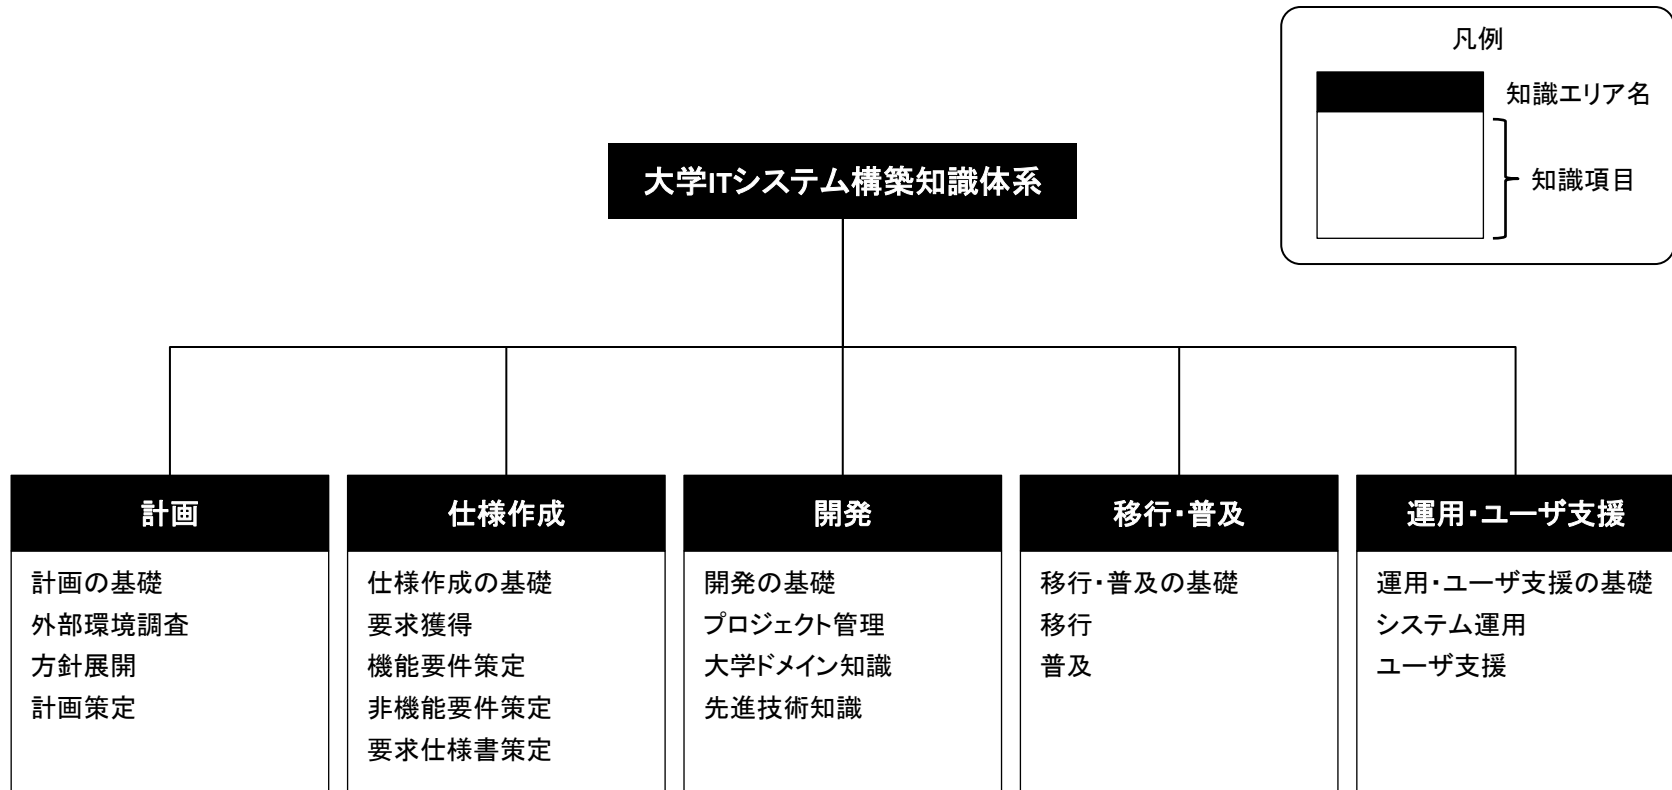 凡例
知識エリア名
知識項目
大学ITシステム構築知識体系
計画
計画の基礎
外部環境調査
方針展開
計画策定
仕様作成
仕様作成の基礎
要求獲得
機能要件策定
非機能要件策定
要求仕様書策定
開発
開発の基礎
プロジェクト管理
大学ドメイン知識
先進技術知識
移行・普及
移行・普及の基礎
移行
普及
運用・ユーザ支援
運用・ユーザ支援の基礎
システム運用
ユーザ支援